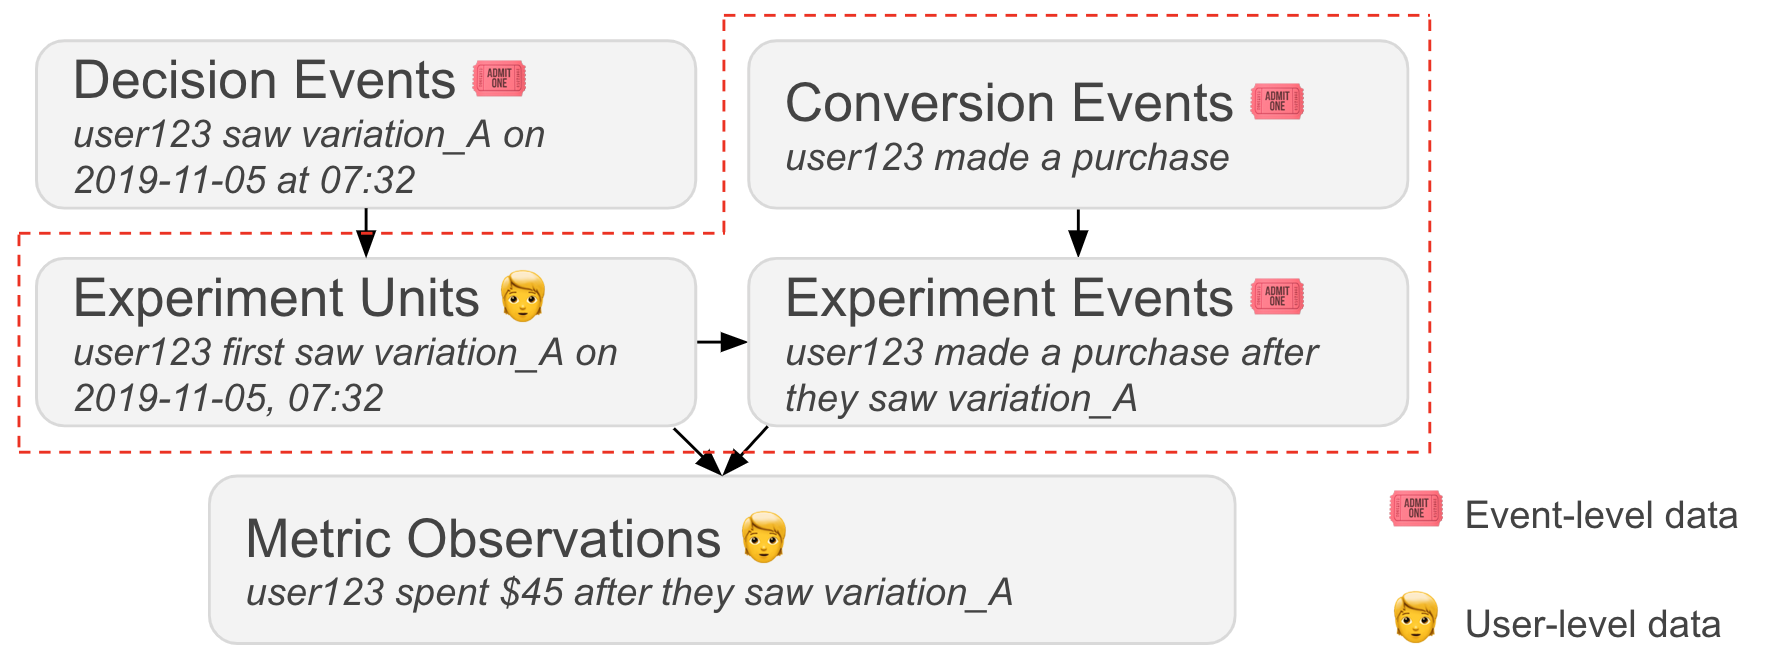 Decision Events
ADMIT
ONE
user123 saw variation_A on
2019-11-05 at 07:32
Conversion Events
ADMIT
ONE
user123 made a purchase
Experiment Units
user123 first saw variation_A on
2019-11-05, 07:32
Experiment Events
ADMIT
ONE
user123 made a purchase after
they saw variation_A
Metric Observations
user123 spent $45 after they saw variation_A
ADMIT
ONE
Event-level data
User-level data